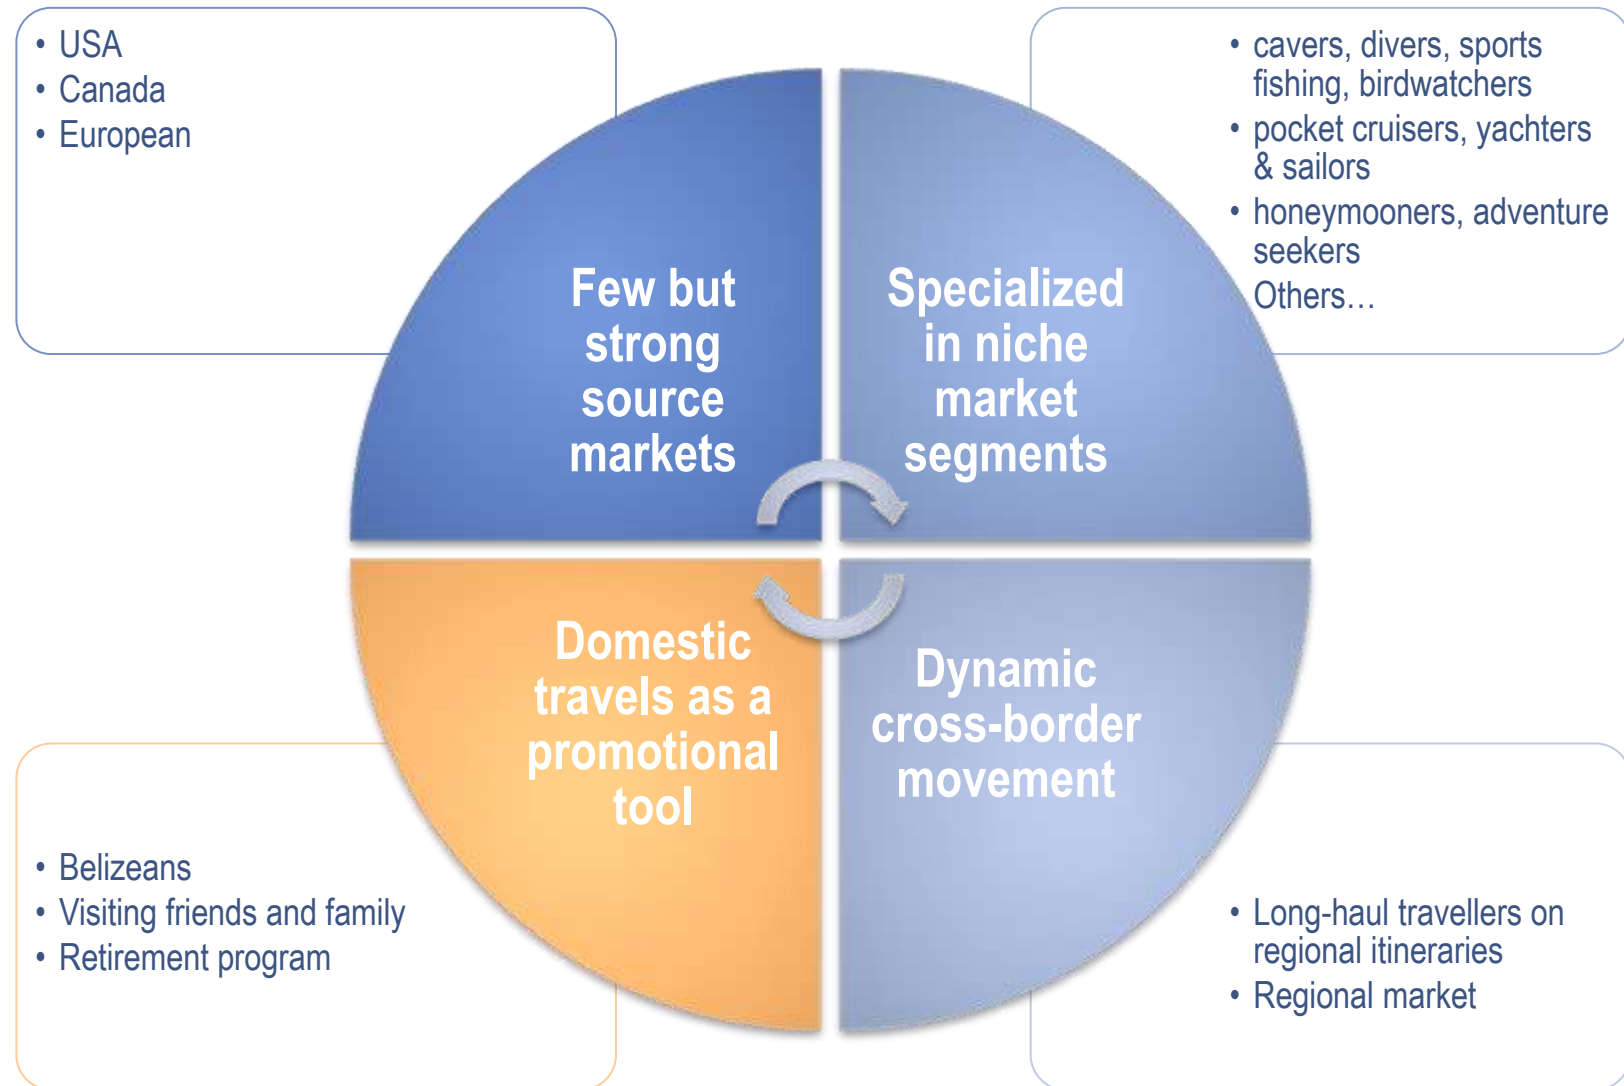 • USA
• Canada
• European
• cavers, divers, sports
fishing, birdwatchers
• pocket cruisers, yachters
& sailors
• honeymooners, adventure
seekers
Others…
Few but
strong
source
markets
Specialized
in niche
market
segments
Domestic
travels as a
promotional
tool
Dynamic
cross-border
movement
• Belizeans
• Visiting friends and family
• Retirement program
• Long-haul travellers on
regional itineraries
• Regional market